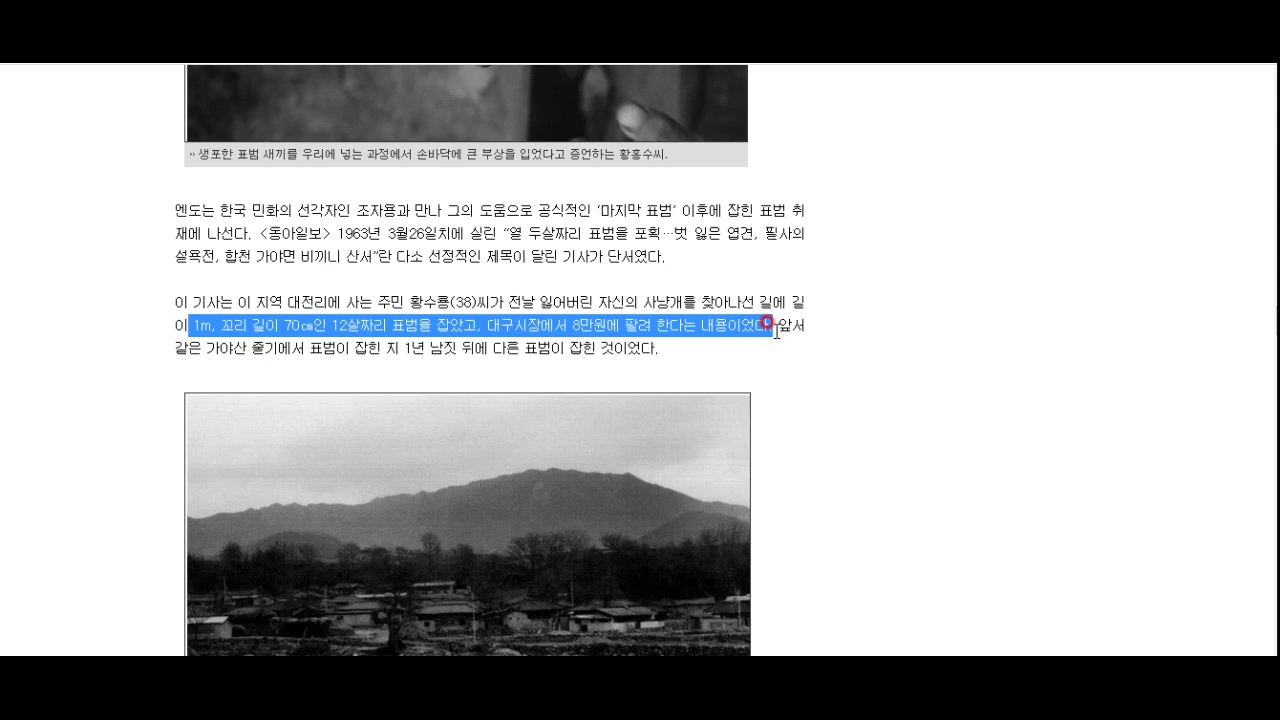 ›› 생포한 표범 새끼를 우리에 넣는 과정에서 손바닥에 큰 부상을 입었다고 증언하는 황홍수씨.
엔도는 한국 민화의 선각자인 조자용과 만나 그의 도움으로 공식적인 ‘마지막 표범’ 이후에 잡힌 표범 취
재에 나선다. <동아일보> 1963년 3월26일치에 실린 “열 두살짜리 표범을 포획…벗 잃은 엽견, 필사의
설욕전, 합천 가야면 비끼니 산서”란 다소 선정적인 제목이 달린 기사가 단서였다.
이 기사는 이 지역 대전리에 사는 주민 황수룡(38)씨가 전날 잃어버린 자신의 사냥개를 찾아나선 길에 길
이 1m, 꼬리 길이 70㎝인 12살짜리 표범을 잡았고, 대구시장에서 8만원에 팔려 한다는 내용이었다. 앞서
같은 가야산 줄기에서 표범이 잡힌 지 1년 남짓 뒤에 다른 표범이 잡힌 것이었다.